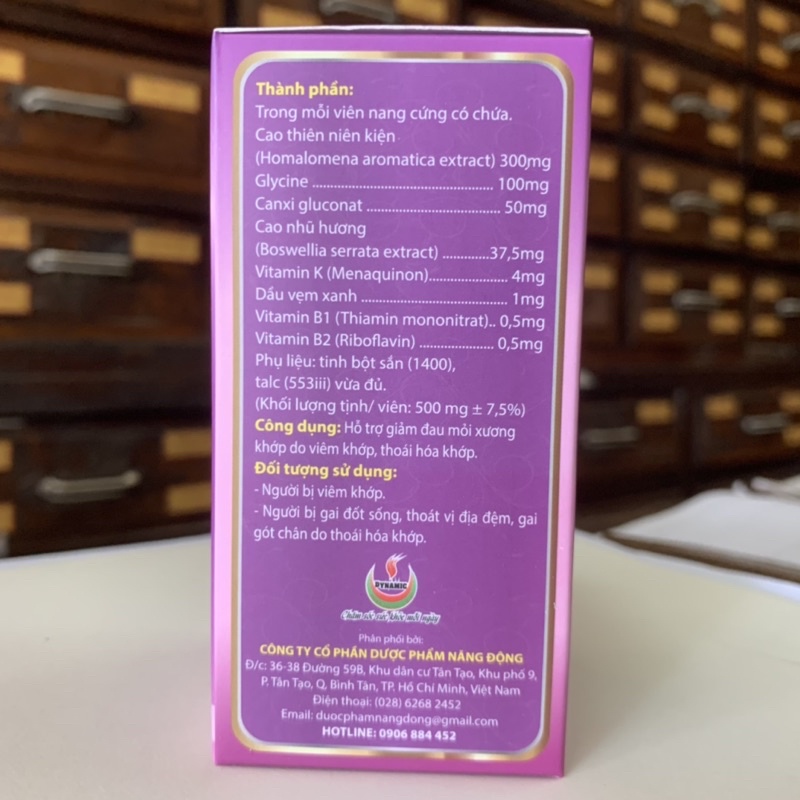 Thành phần:
Trong mỗi viên nang cứng có chứa.
Cao thiên niên kiện
(Homalomena aromatica extract) 300mg
Glycine ............................................ 100mg
Canxi gluconat ................................ 50mg
Cao nhũ hương
(Boswellia serrata extract) ............37,5mg
Vitamin K (Menaquinon)..................... 4mg
Dầu vẹm xanh ..................................... 1mg
Vitamin B1 (Thiamin mononitrat).. 0,5mg
Vitamin B2 (Riboflavin) ................... 0,5mg
Phụ liệu: tinh bột sắn (1400),
talc (553iii) vừa đủ.
(Khối lượng tịnh/ viên: 500 mg ± 7,5%)
Công dụng: Hỗ trợ giảm đau mỏi xương
khớp do viêm khớp, thoái hóa khớp.
Đối tượng sử dụng:
- Người bị viêm khớp.
- Người bị gai đốt sống, thoát vị địa đệm, gai
gót chân do thoái hóa khớp.
DYNAMIC
Chăm sóc sức khỏe mỗi ngày
Phân phối bởi:
CÔNG TY CỔ PHẦN DƯỢC PHẨM NĂNG ĐỘNG
Đ/c: 36-38 Đường 59B, Khu dân cư Tân Tạo, Khu phố 9,
P. Tân Tạo, Q. Bình Tân, TP. Hồ Chí Minh, Việt Nam
Điện thoại: (028) 6268 2452
Email: duocphamnangdong@gmail.com
HOTLINE: 0906 884 452